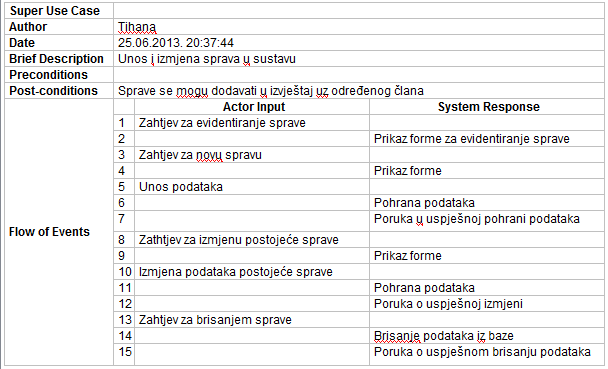 Super Use Case
Author Tihana
Date 25.06.2013. 20:37:44
Brief Description Unos i izmjena sprava u sustavu
Preconditions
Post-conditions Sprave se mogu dodavati u izvještaj uz određenog člana
Flow of Events
Actor Input System Response
1 Zahtjev za evidentiranje sprave
2 Prikaz forme za evidentiranje sprave
3 Zahtjev za novu spravu
4 Prikaz forme
5 Unos podataka
6 Pohrana podataka
7 Poruka u uspješnoj pohrani podataka
8 Zathtjev za izmjenu postojeće sprave
9 Prikaz forme
10 Izmjena podataka postojeće sprave
11 Pohrana podataka
12 Poruka o uspješnoj izmjeni
13 Zahtjev za brisanjem sprave
14 Brisanje podataka iz baze
15 Poruka o uspješnom brisanju podataka